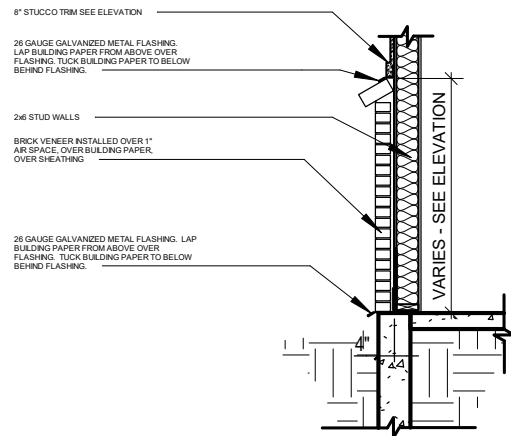 8" STUCCO TRIM SEE ELEVATION
26 GAUGE GALVANIZED METAL FLASHING.
LAP BUILDING PAPER FROM ABOVE OVER
FLASHING. TUCK BUILDING PAPER TO BELOW
BEHIND FLASHING.
2x6 STUD WALLS
BRICK VENEER INSTALLED OVER 1"
AIR SPACE, OVER BUILDING PAPER,
OVER SHEATHING
26 GAUGE GALVANIZED METAL FLASHING. LAP
BUILDING PAPER FROM ABOVE OVER
FLASHING. TUCK BUILDING PAPER TO BELOW
BEHIND FLASHING.
VARIES - SEE ELEVATION
4"